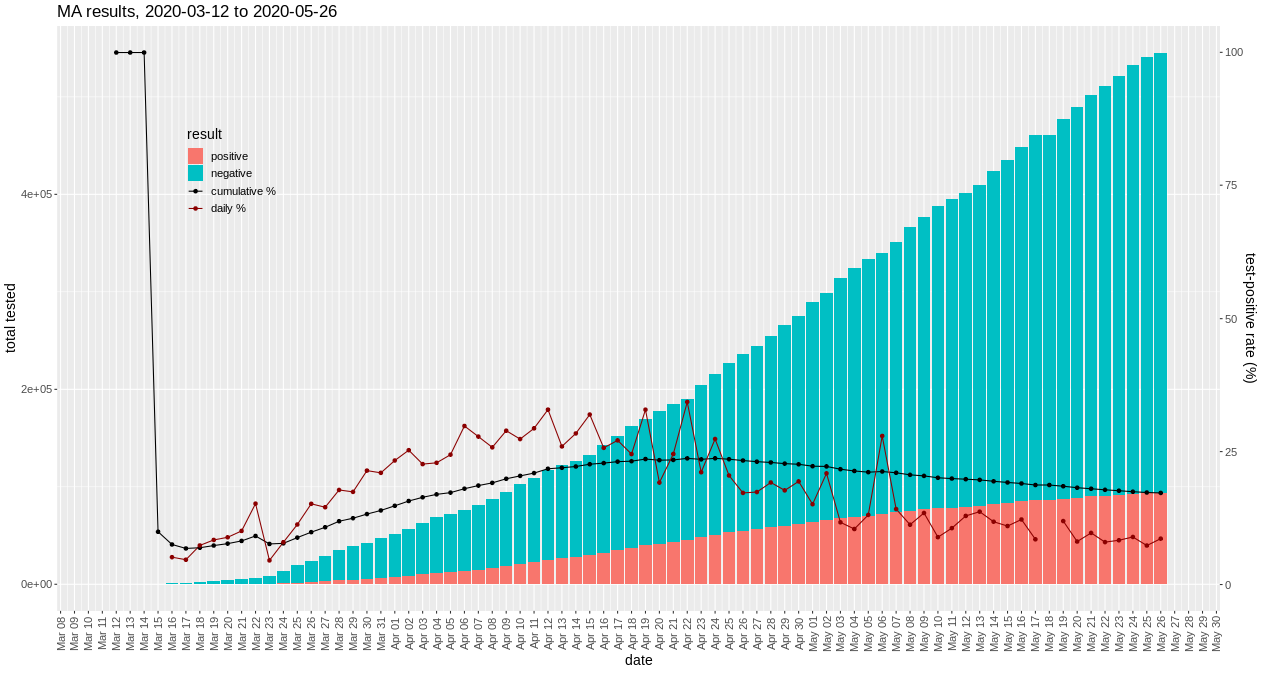 MA results, 2020-03-12 to 2020-05-26
result
positive
negative
cumulative %
daily %
total tested
4e+05
2e+05
0e+00
100
75
50
25
0
test-positive rate (%)
Mar 08
Mar 09
Mar 10
Mar 11
Mar 12
Mar 13
Mar 14
Mar 15
Mar 16
Mar 17
Mar 18
Mar 19
Mar 20
Mar 21
Mar 22
Mar 23
Mar 24
Mar 25
Mar 26
Mar 27
Mar 28
Mar 29
Mar 30
Mar 31
Apr 01
Apr 02
Apr 03
Apr 04
Apr 05
Apr 06
Apr 07
Apr 08
Apr 09
Apr 10
Apr 11
Apr 12
Apr 13
Apr 14
Apr 15
Apr 16
Apr 17
Apr 18
Apr 19
Apr 20
Apr 21
Apr 22
Apr 23
Apr 24
Apr 25
Apr 26
Apr 27
Apr 28
Apr 29
Apr 30
May 01
May 02
May 03
May 04
May 05
May 06
May 07
May 08
May 09
May 10
May 11
May 12
May 13
May 14
May 15
May 16
May 17
May 18
May 19
May 20
May 21
May 22
May 23
May 24
May 25
May 26
May 27
May 28
May 29
May 30
date